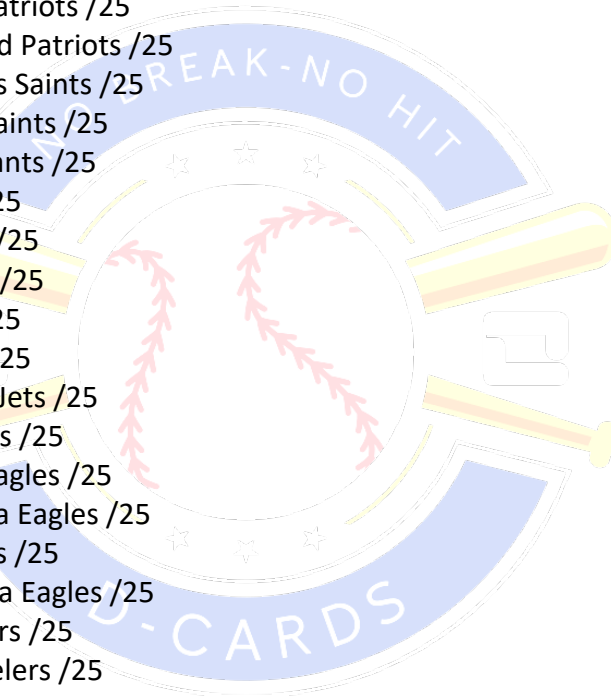 atriots /25
d Patriots /25
s Saints /25
aints /25
ants /25
25
/25
/25
25
/25
Jets /25
s /25
agles /25
a Eagles /25
s /25
a Eagles /25
rs /25
elers /25
NO BREAK-NO HIT
D-CARDS